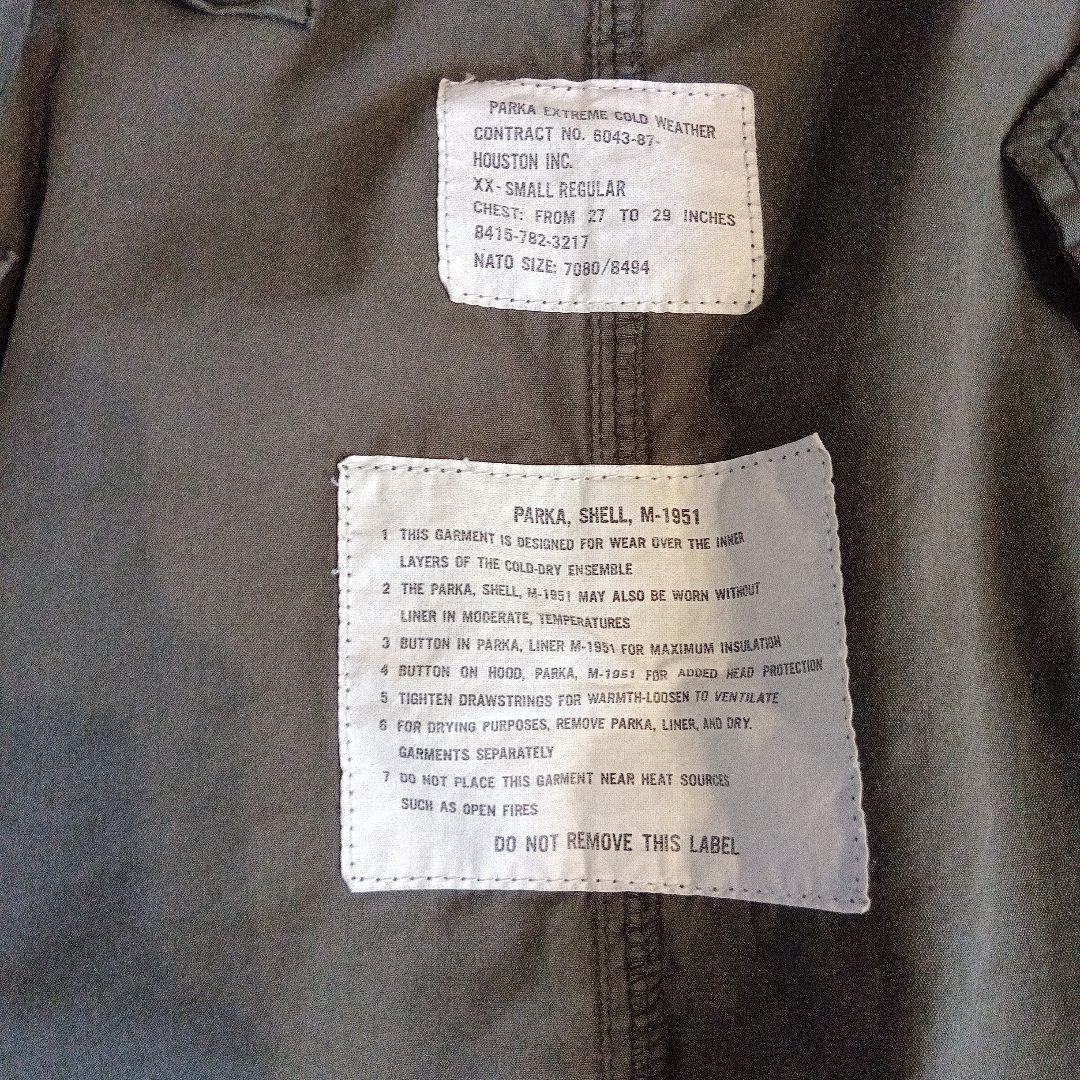 PARKA EXTREME COLD WEATHER
CONTRACT NO. 6043-87-
HOUSTON INC.
XX-SMALL REGULAR
CHEST: FROM 27 TO 29 INCHES
8415-782-3217
NATO SIZE: 7080/8494
PARKA, SHELL, M-1951
1 THIS GARMENT IS DESIGNED FOR WEAR OVER THE INNER
LAYERS OF THE COLD-DRY ENSEMBLE
2 THE PARKA, SHELL, M-1951 MAY ALSO BE WORN WITHOUT
LINER IN MODERATE, TEMPERATURES
3 BUTTON IN PARKA, LINER M-1951 FOR MAXIMUM INSULATION
4 BUTTON ON HOOD, PARKA, M-1951 FOR ADDED HEAD PROTECTION
5 TIGHTEN DRAWSTRINGS FOR WARMTH-LOOSEN TO VENTILATE
6 FOR DRYING PURPOSES, REMOVE PARKA, LINER, AND DRY.
GARMENTS SEPARATELY
7 DO NOT PLACE THIS GARMENT NEAR HEAT SOURCES
SUCH AS OPEN FIRES
DO NOT REMOVE THIS LABEL